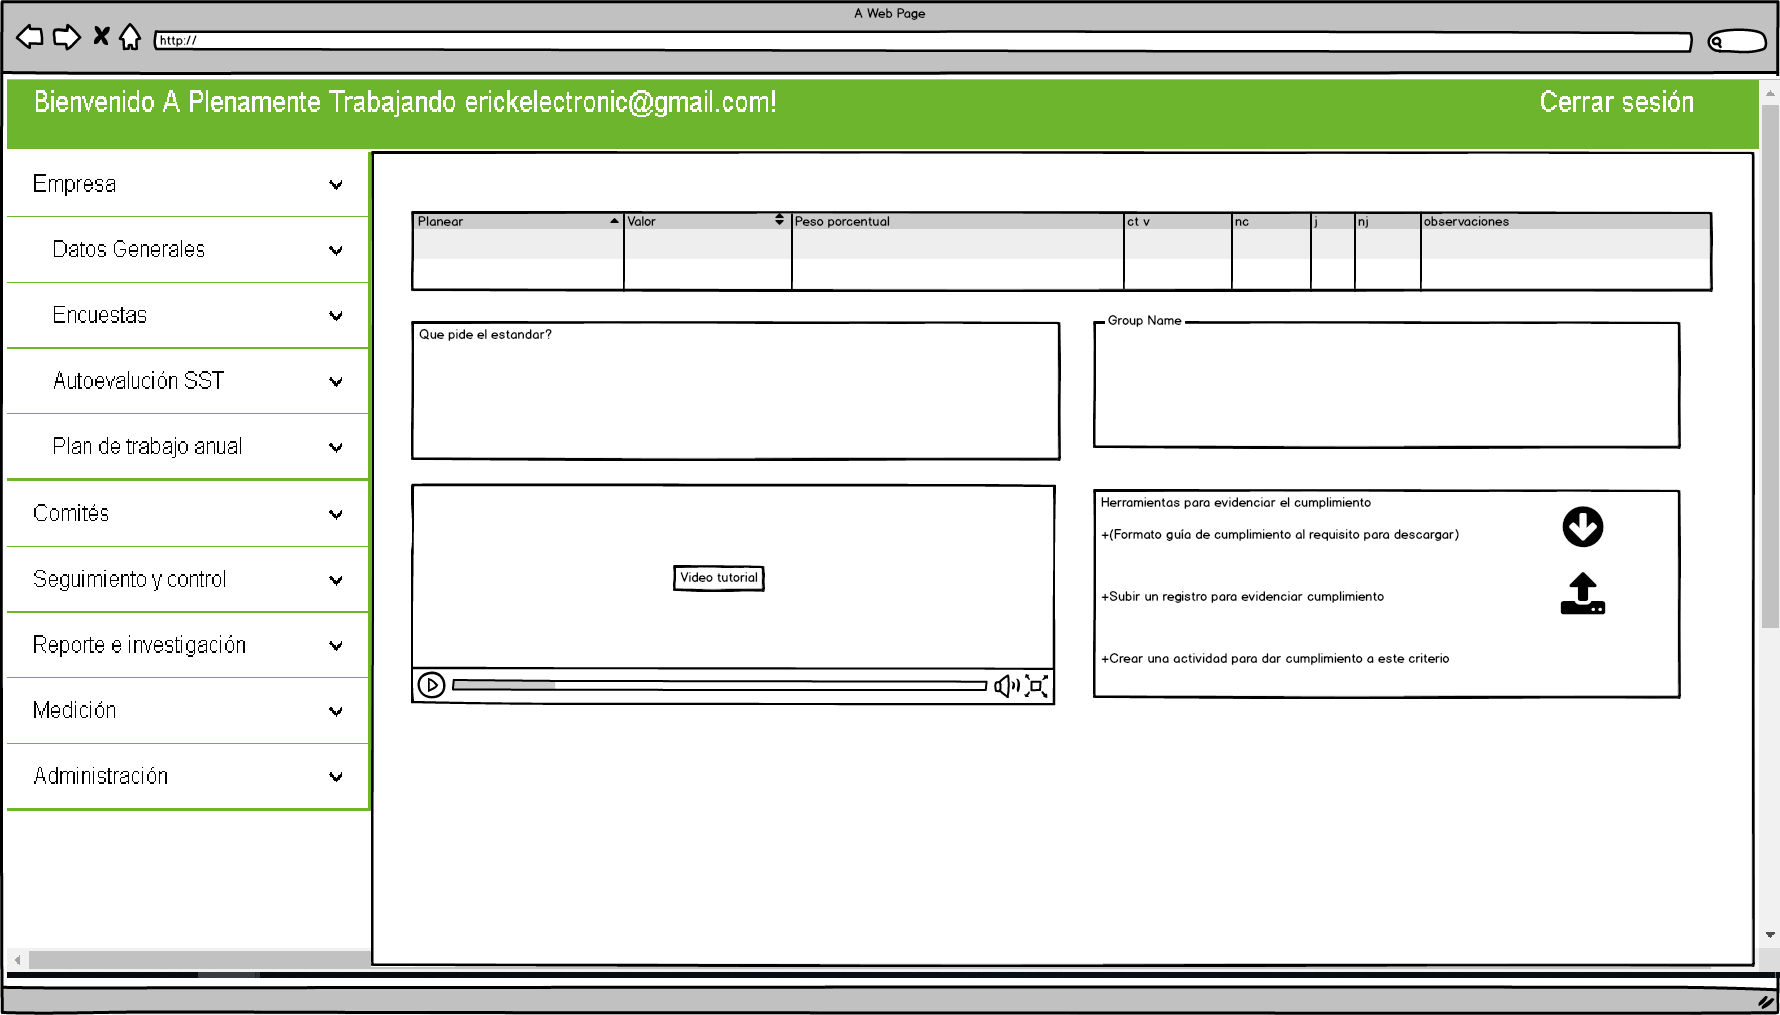 A Web Page
http://
Bienvenido A Plenamente Trabajando erickelectronic@gmail.com!
Cerrar sesión
Empresa
Datos Generales
Encuestas
Autoevalución SST
Plan de trabajo anual
Comités
Seguimiento y control
Reporte e investigación
Medición
Administración
Planear Valor Peso porcentual ct v nc j nj observaciones
Que pide el estandar?
Group Name
Video tutorial
Herramientas para evidenciar el cumplimiento
+(Formato guía de cumplimiento al requisito para descargar)
+Subir un registro para evidenciar cumplimiento
+Crear una actividad para dar cumplimiento a este criterio